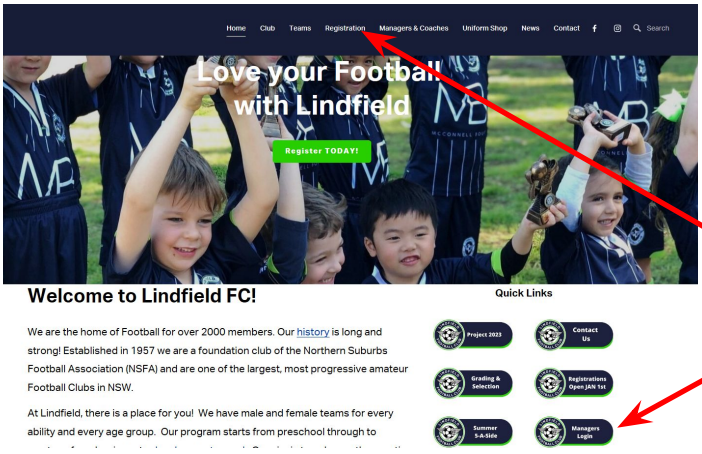 Home Club Teams Registration Managers & Coaches Uniform Shop News Contact f Search
Love your Football
with Lindfield
Register TODAY!
MCCONNELL
Welcome to Lindfield FC!
We are the home of Football for over 2000 members. Our history is long and
strong! Established in 1957 we are a foundation club of the Northern Suburbs
Football Association (NSFA) and are one of the largest, most progressive amateur
Football Clubs in NSW.
At Lindfield, there is a place for you! We have male and female teams for every
ability and every age group. Our program starts from preschool through to
Quick Links
Project 2023
Contact
Us
Grading &
Selection
Registrations
Open JAN 1st
Summer
5-A-Side
Managers
Login